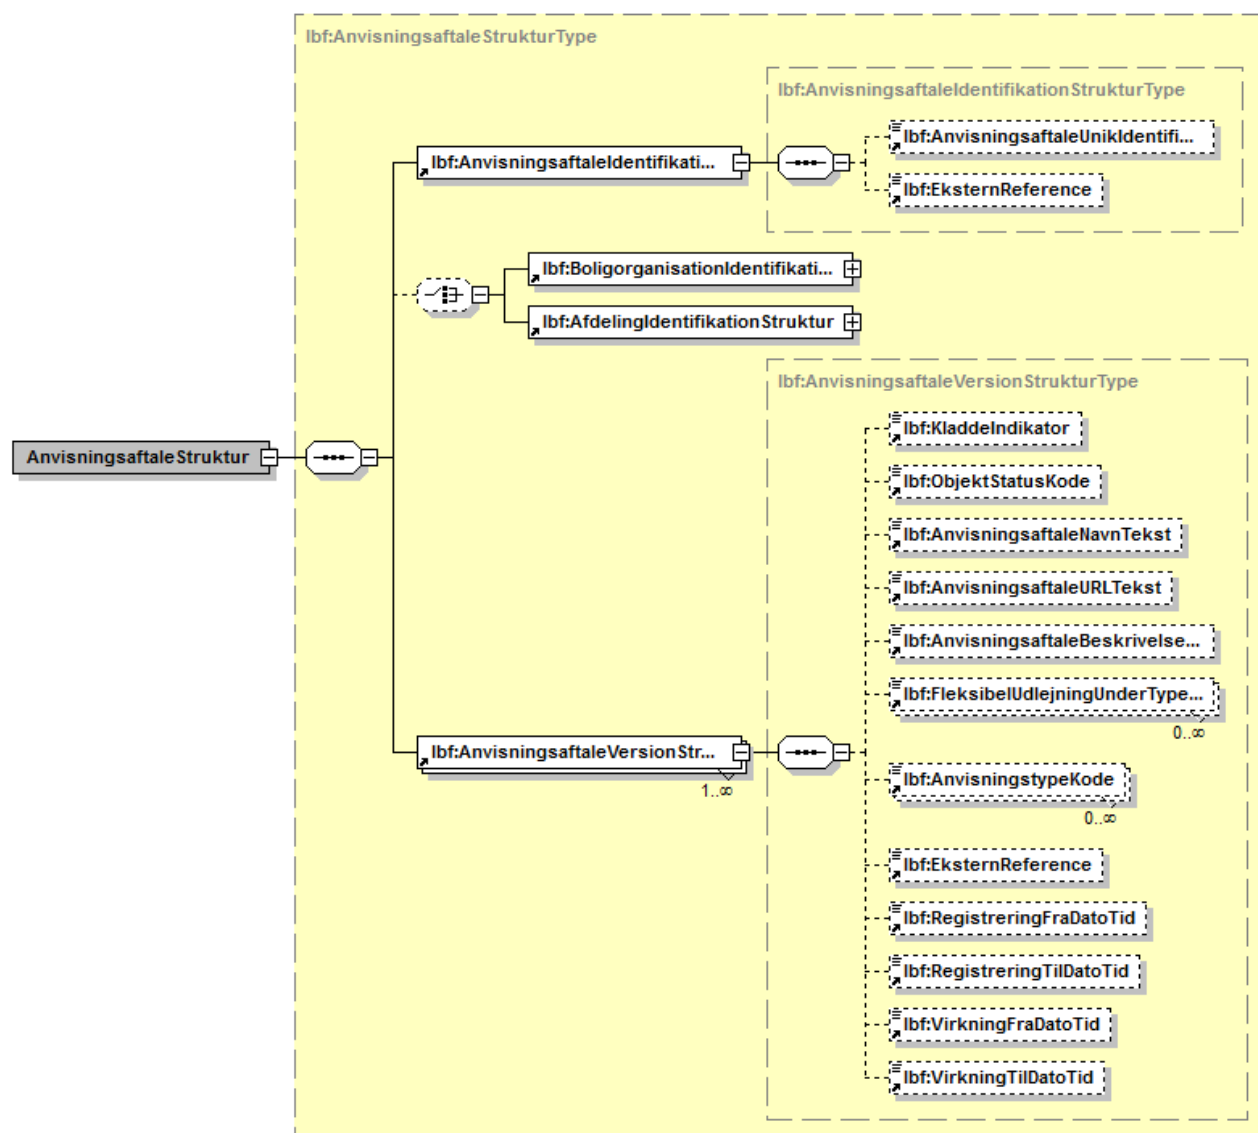 lbf:AnvisningsaftaleStrukturType
lbf:AnvisningsaftaleIdentifikationStrukturType
lbf:AnvisningsaftaleUnikIdentifi...
lbf:AnvisningsaftaleIdentifikati...
lbf:EksternReference
lbf:BoligorganisationIdentifikati...
lbf:AfdelingIdentifikationStruktur
lbf:AnvisningsaftaleVersionStrukturType
lbf:KladdeIndikator
AnvisningsaftaleStruktur
lbf:ObjektStatusKode
lbf:AnvisningsaftaleNavnTekst
lbf:AnvisningsaftaleURLTekst
lbf:AnvisningsaftaleBeskrivelse...
lbf:FleksibelUdlejningUnderType...
0..∞
lbf:AnvisningsaftaleVersionStr...
1..∞
lbf:AnvisningstypeKode
0..∞
lbf:EksternReference
lbf:RegistreringFraDatoTid
lbf:RegistreringTilDatoTid
lbf:VirkningFraDatoTid
lbf:VirkningTilDatoTid